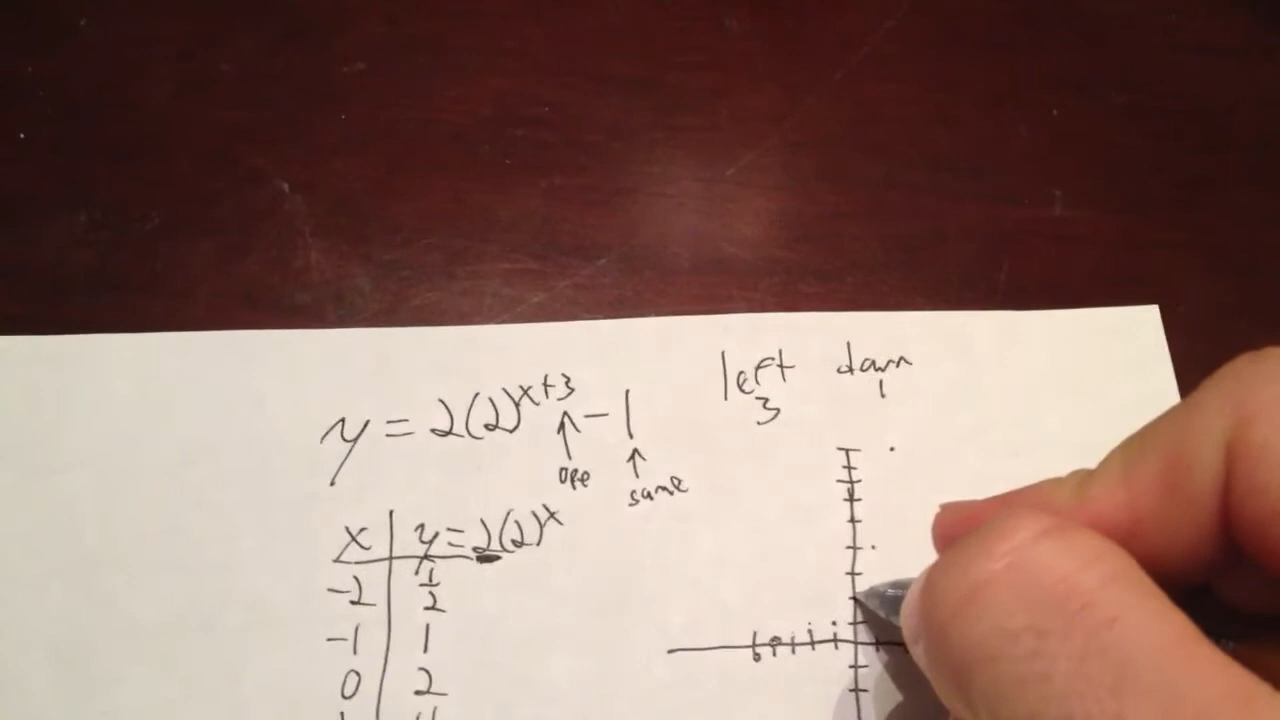 y = 2(2)^{x+3} - 1
↑ opp ↑ same
left 3 down 1
x | y = 2(2)^x
-2 | 1/2
-1 | 1
0 | 2